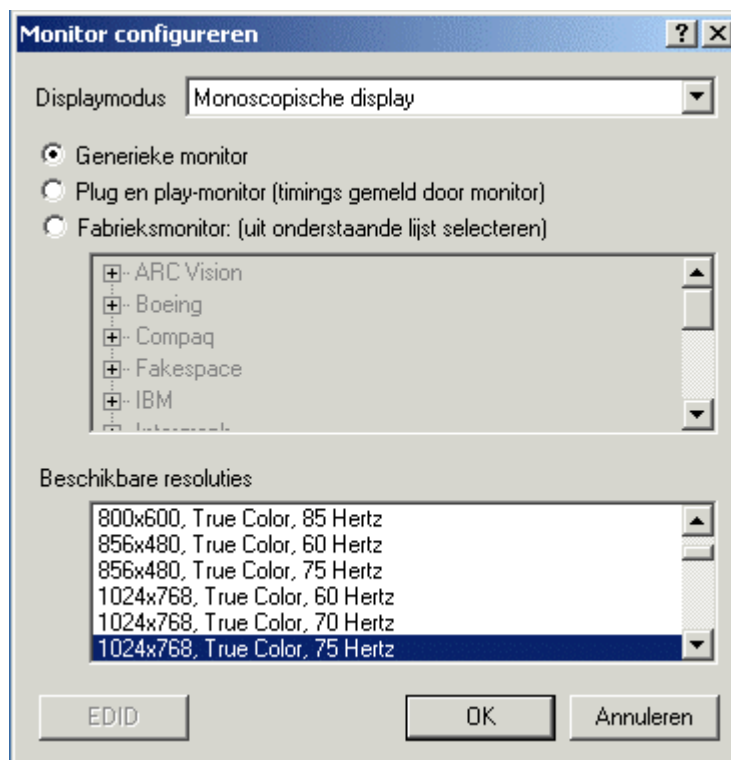 Monitor configureren
Displaymodus Monoscopische display
Generieke monitor
Plug en play-monitor (timings gemeld door monitor)
Fabrieksmonitor: (uit onderstaande lijst selecteren)
ARC Vision
Boeing
Compaq
Fakespace
IBM
Intergraph
Beschikbare resoluties
800x600, True Color, 85 Hertz
856x480, True Color, 60 Hertz
856x480, True Color, 75 Hertz
1024x768, True Color, 60 Hertz
1024x768, True Color, 70 Hertz
1024x768, True Color, 75 Hertz
EDID OK Annuleren